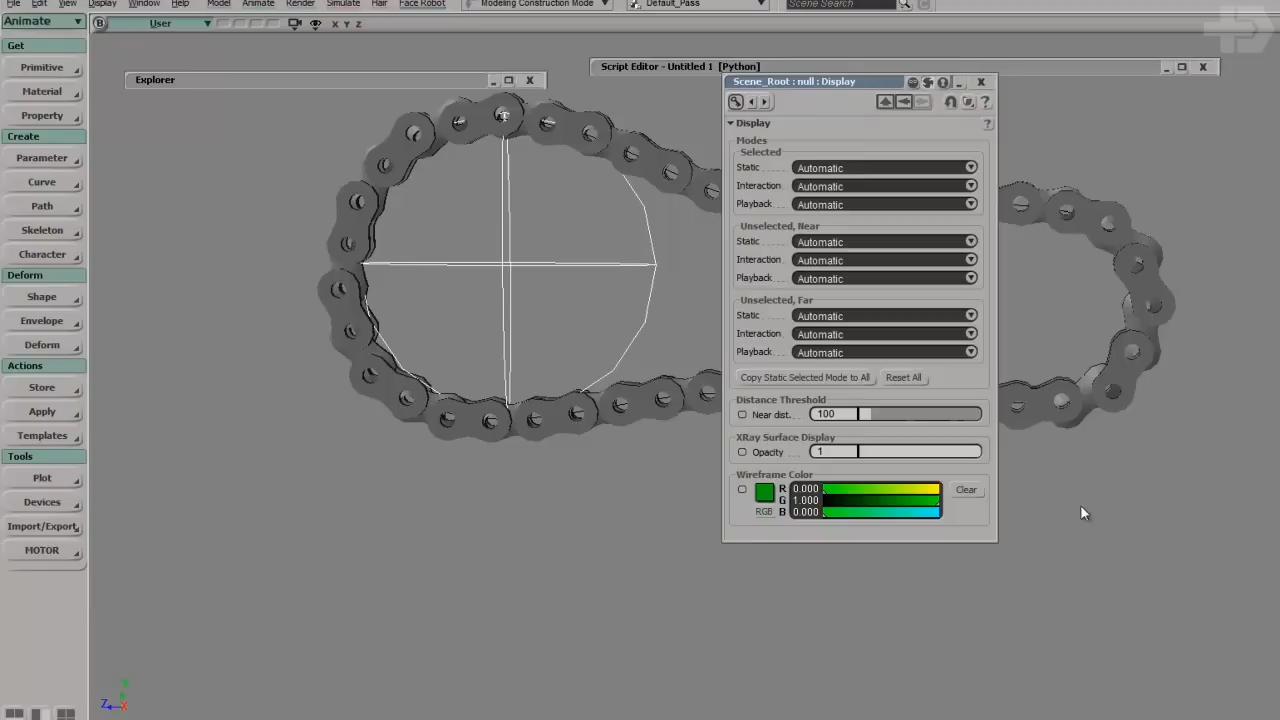 File Edit View Display Window Help Model Animate Render Simulate Hair Face Robot Modeling Construction Mode Default_Pass Scene Search
Animate
B User X Y Z
Get
Primitive
Material
Property
Create
Parameter
Curve
Path
Skeleton
Character
Deform
Shape
Envelope
Deform
Actions
Store
Apply
Templates
Tools
Plot
Devices
Import/Export
MOTOR
Explorer
Script Editor - Untitled 1 [Python]
Scene_Root : null : Display
?
Display ?
Modes
Selected
Static Automatic
Interaction Automatic
Playback Automatic
Unselected, Near
Static Automatic
Interaction Automatic
Playback Automatic
Unselected, Far
Static Automatic
Interaction Automatic
Playback Automatic
Copy Static Selected Mode to All Reset All
Distance Threshold
Near dist. 100
XRay Surface Display
Opacity 1
Wireframe Color
R 0.000 Clear
G 1.000
RGB B 0.000
Y
Z X